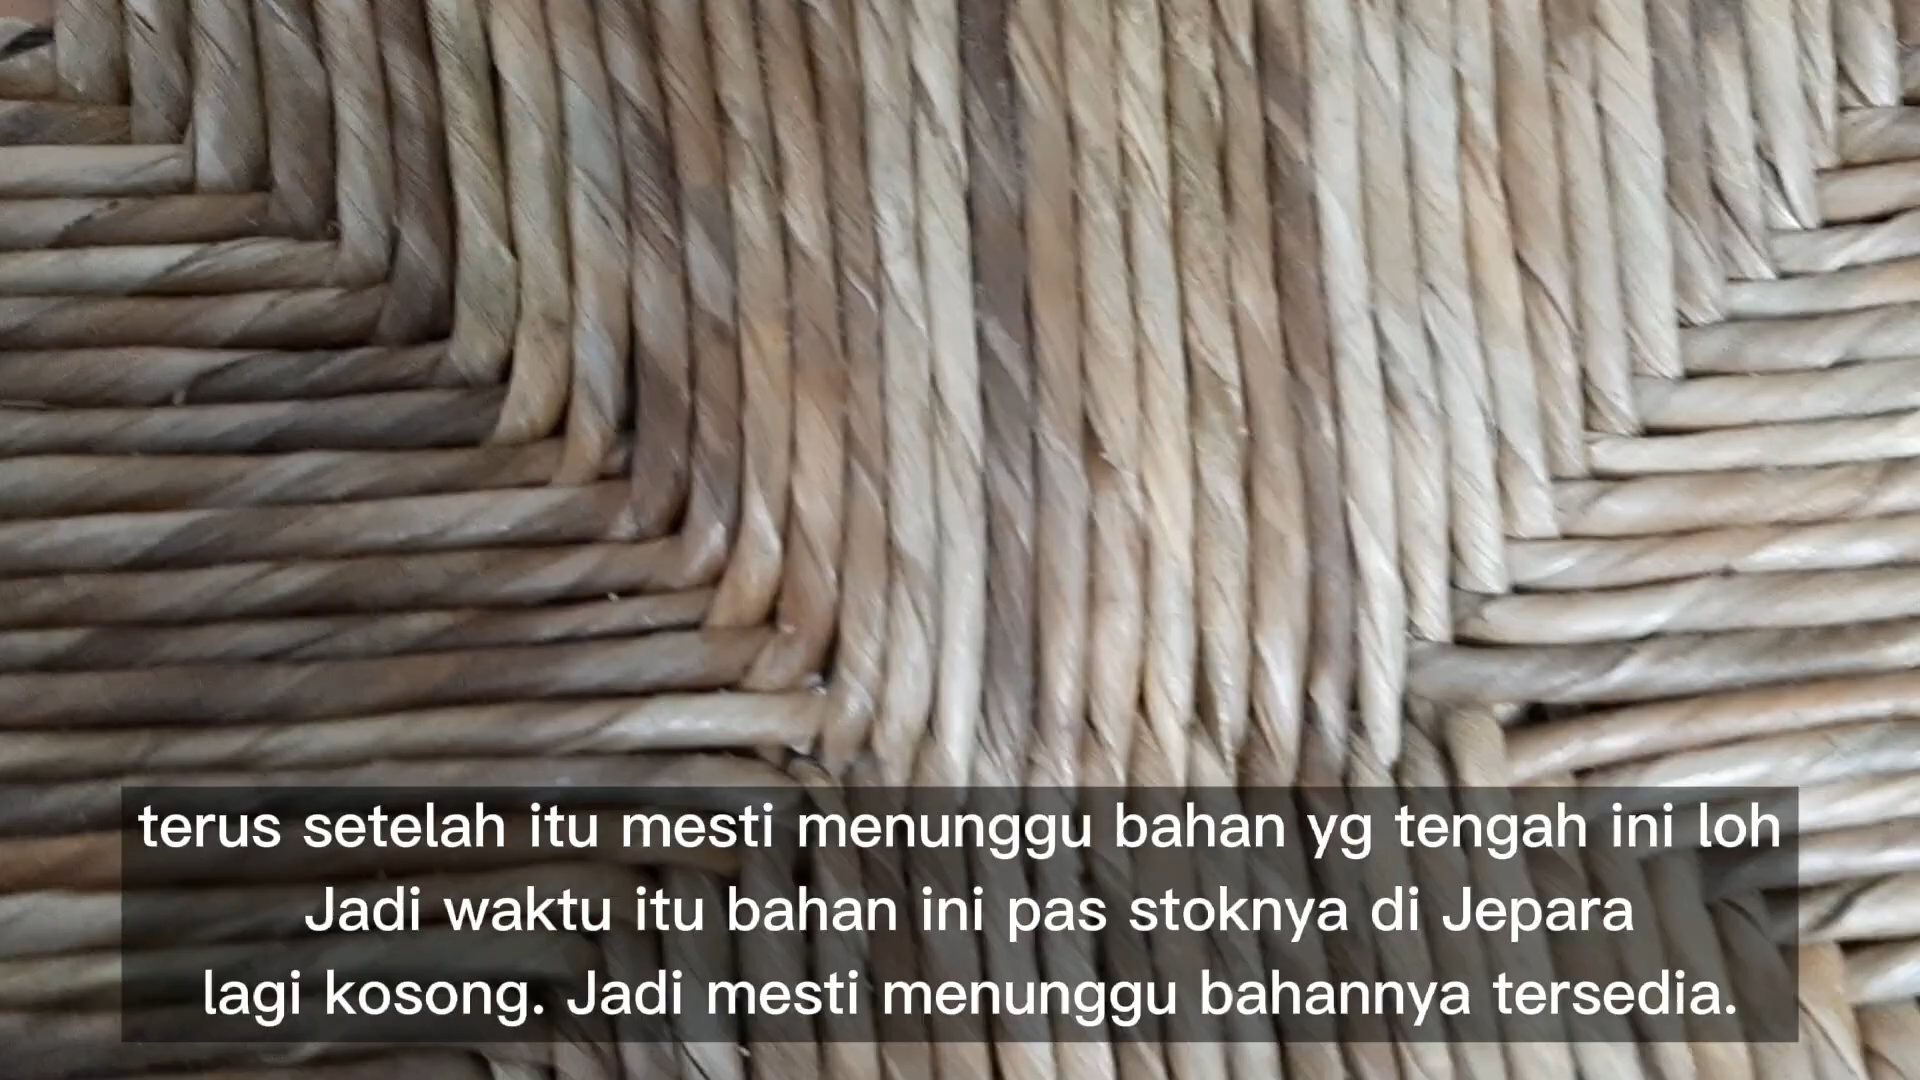 terus setelah itu mesti menunggu bahan yg tengah ini loh
Jadi waktu itu bahan ini pas stoknya di Jepara
lagi kosong. Jadi mesti menunggu bahannya tersedia.